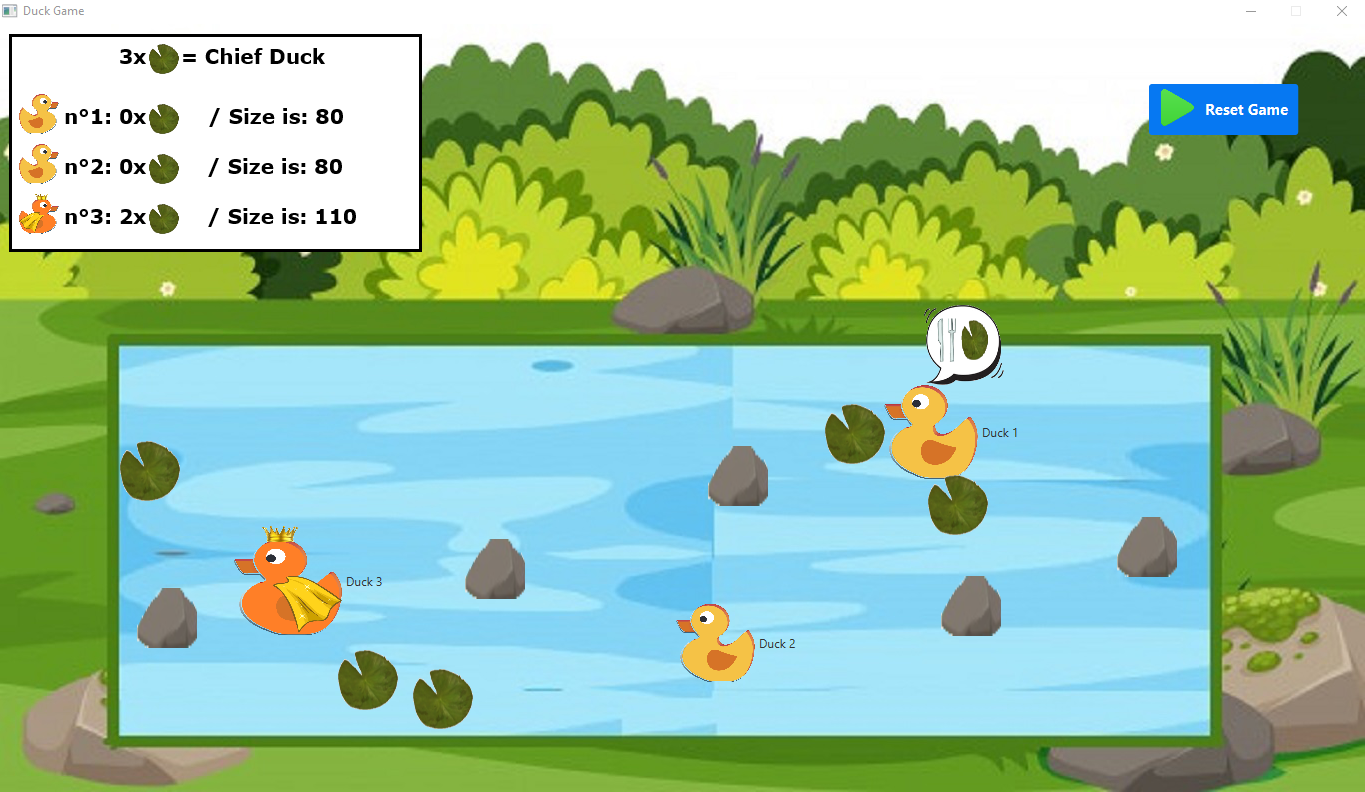 Duck Game
3x = Chief Duck
n°1: 0x / Size is: 80
n°2: 0x / Size is: 80
n°3: 2x / Size is: 110
Reset Game
Duck 1
Duck 3
Duck 2